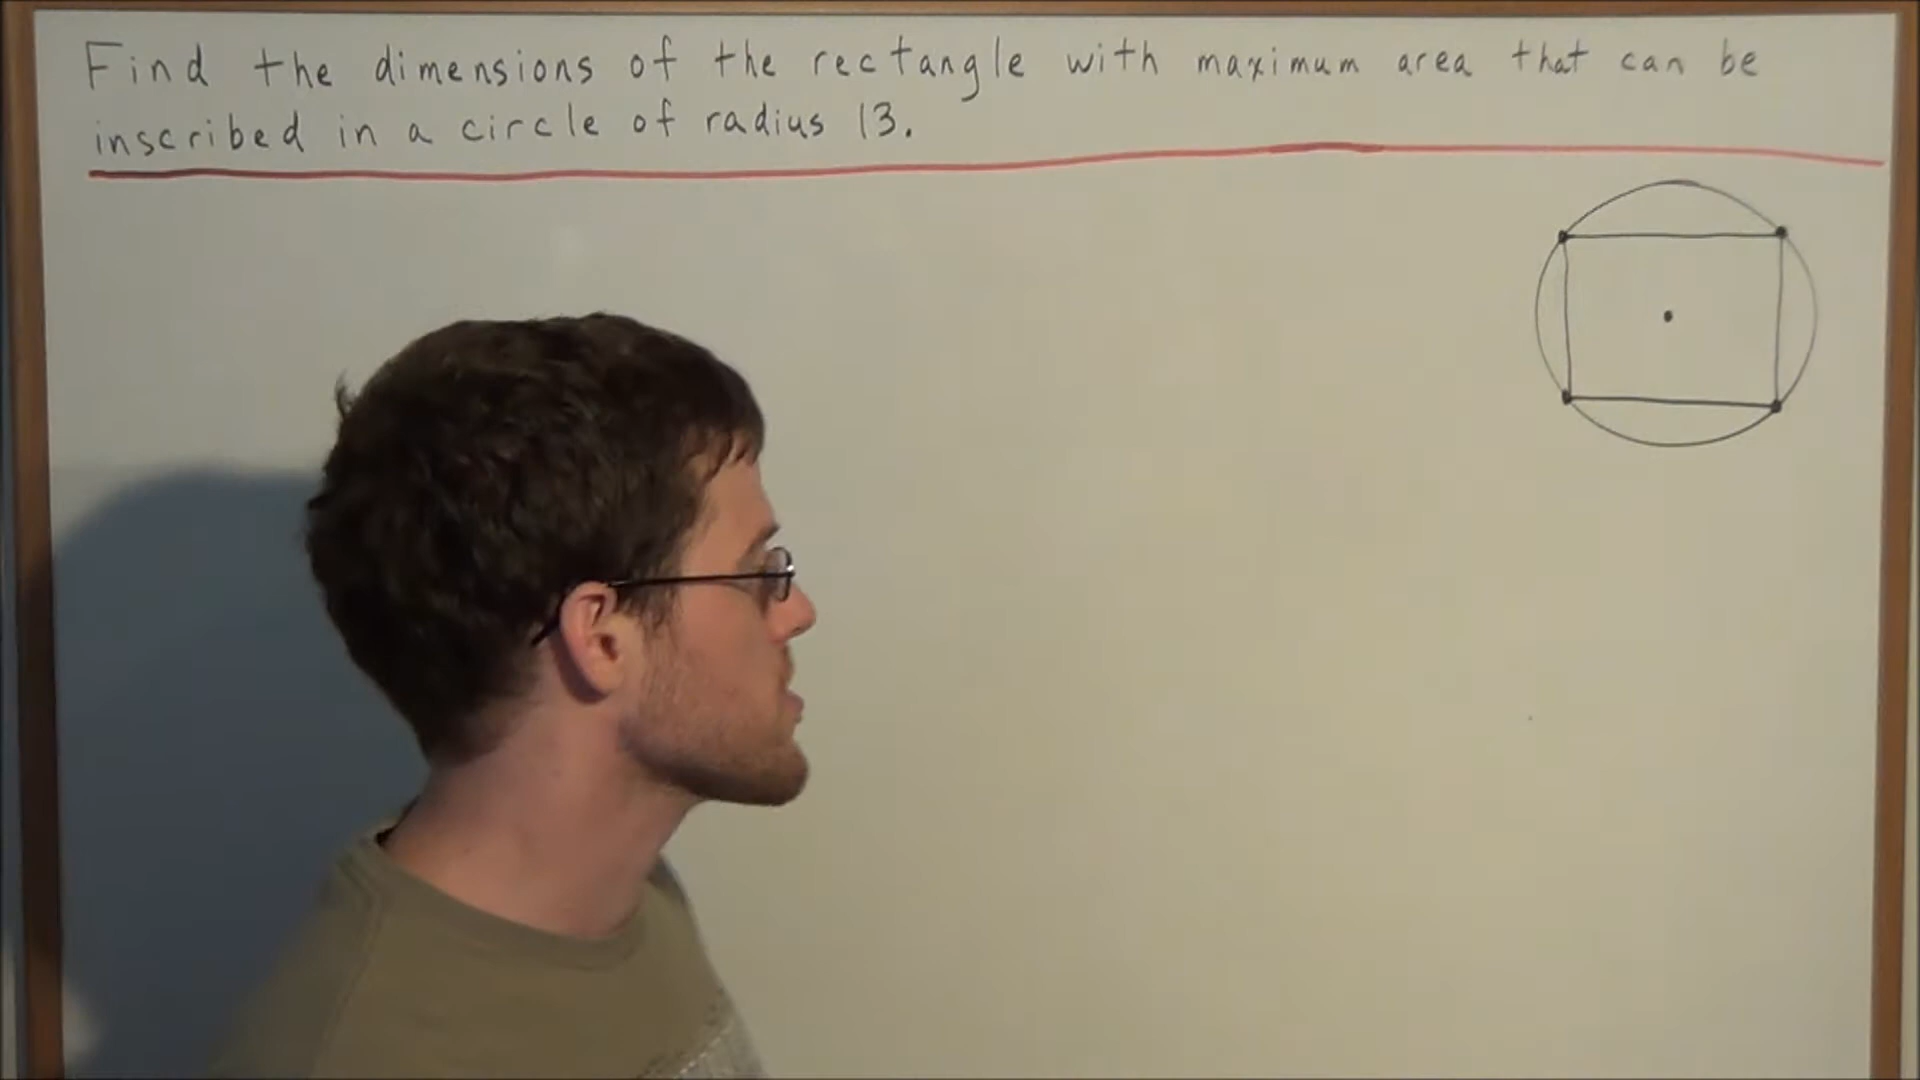 Find the dimensions of the rectangle with maximum area that can be
inscribed in a circle of radius 13.